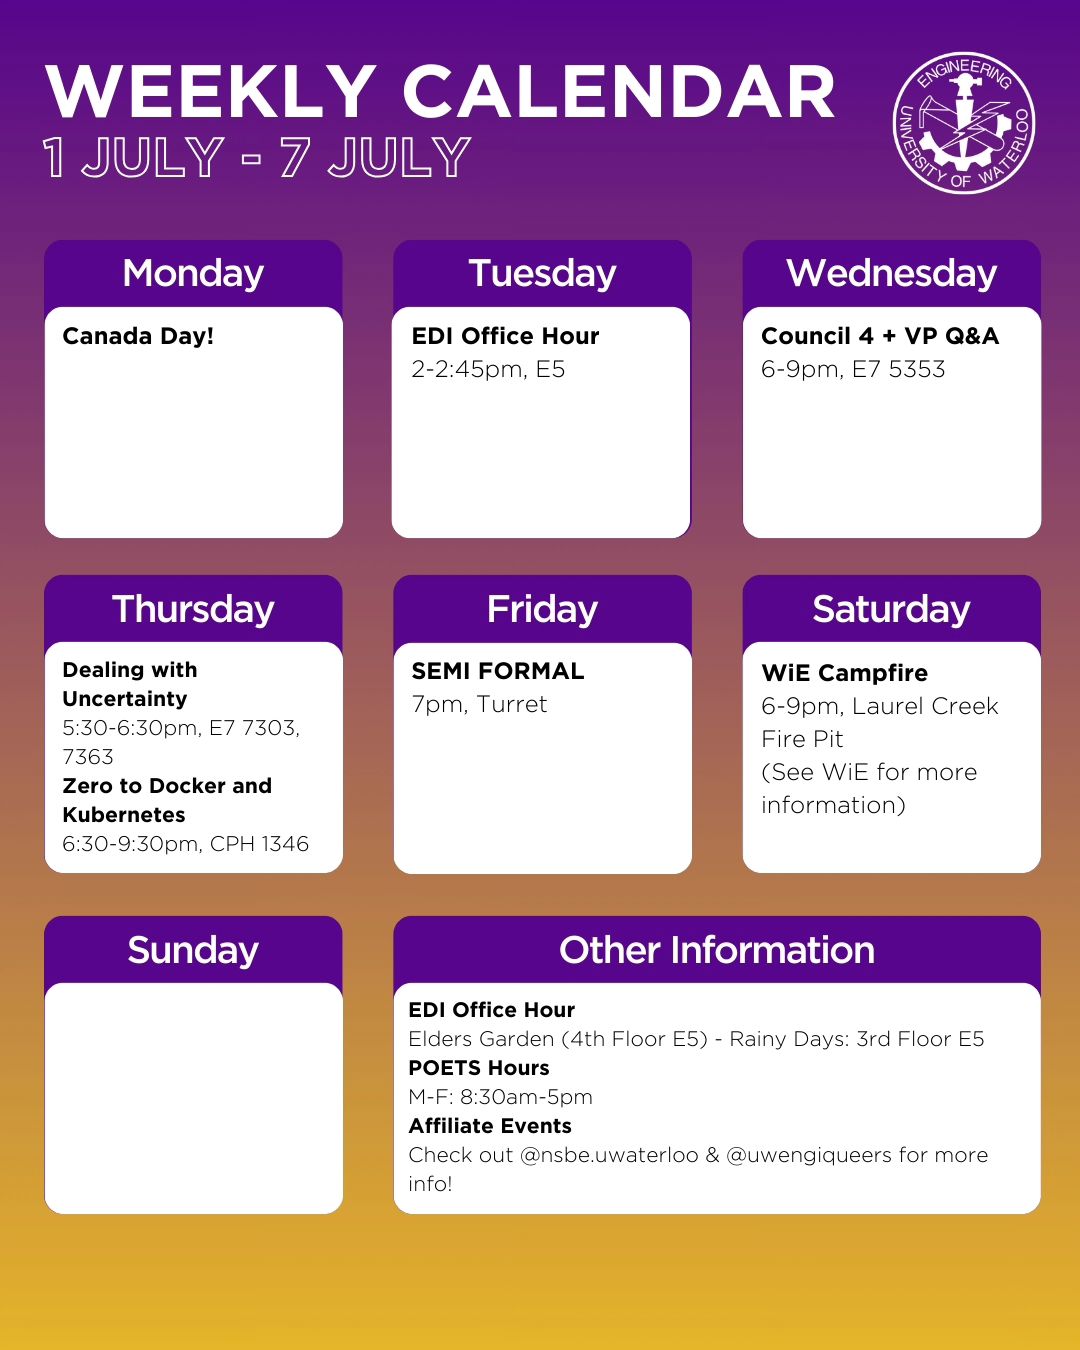 WEEKLY CALENDAR
1 JULY - 7 JULY
ENGINEERING
UNIVERSITY OF WATERLOO
Monday
Canada Day!
Tuesday
EDI Office Hour
2-2:45pm, E5
Wednesday
Council 4 + VP Q&A
6-9pm, E7 5353
Thursday
Dealing with
Uncertainty
5:30-6:30pm, E7 7303,
7363
Zero to Docker and
Kubernetes
6:30-9:30pm, CPH 1346
Friday
SEMI FORMAL
7pm, Turret
Saturday
WiE Campfire
6-9pm, Laurel Creek
Fire Pit
(See WiE for more
information)
Sunday
Other Information
EDI Office Hour
Elders Garden (4th Floor E5) - Rainy Days: 3rd Floor E5
POETS Hours
M-F: 8:30am-5pm
Affiliate Events
Check out @nsbe.uwaterloo & @uwengiqueers for more
info!